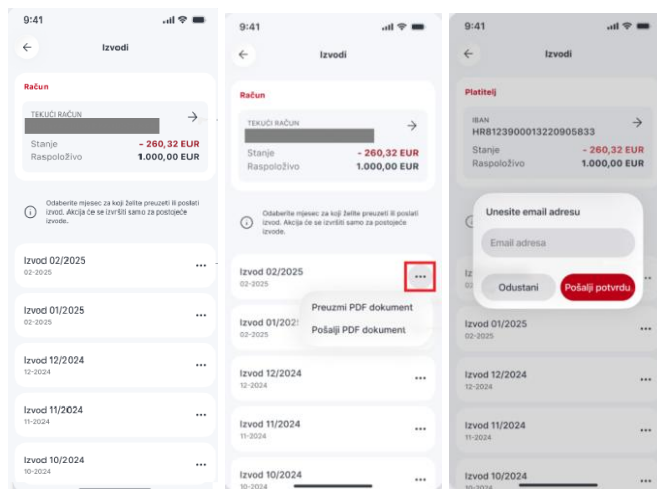 9:41
Izvodi
Račun
TEKUĆI RAČUN
Stanje - 260,32 EUR
Raspoloživo 1.000,00 EUR
Odaberite mjesec za koji želite preuzeti ili poslati
izvod. Akcija će se izvršiti samo za postojeće
izvode.
Izvod 02/2025
02-2025
Izvod 01/2025
02-2025
Izvod 12/2024
12-2024
Izvod 11/2024
11-2024
Izvod 10/2024
10-2024
9:41
Izvodi
Račun
TEKUĆI RAČUN
Stanje - 260,32 EUR
Raspoloživo 1.000,00 EUR
Odaberite mjesec za koji želite preuzeti ili poslati
izvod. Akcija će se izvršiti samo za postojeće
izvode.
Izvod 02/2025
02-2025
Preuzmi PDF dokument
Izvod 01/202
02-2025
Pošalji PDF dokument
Izvod 12/2024
12-2024
Izvod 11/2024
11-2024
Izvod 10/2024
10-2024
9:41
Izvodi
Platitelj
IBAN
HR8123900013220905833
Stanje - 260,32 EUR
Raspoloživo 1.000,00 EUR
Unesite email adresu
Email adresa
Odustani Pošalji potvrdu
Izvod 01/2025
02-2025
Izvod 12/2024
12-2024
Izvod 11/2024
11-2024
Izvod 10/2024